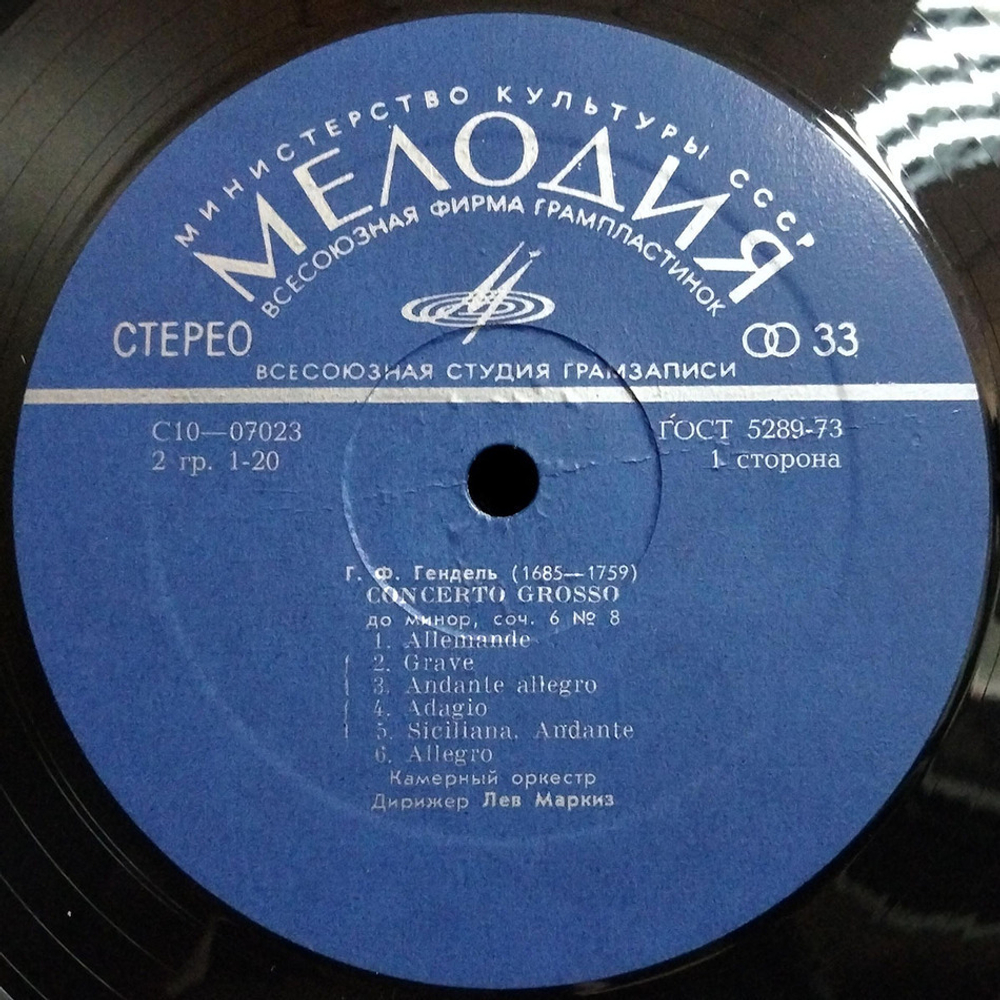 МИНИСТЕРСТВО КУЛЬТУРЫ СССР
МЕЛОДИЯ
ВСЕСОЮЗНАЯ ФИРМА ГРАМПЛАСТИНОК
СТЕРЕО
33
ВСЕСОЮЗНАЯ СТУДИЯ ГРАМЗАПИСИ
С10—07023
ГОСТ 5289-73
2 гр. 1-20
1 сторона
Г. Ф. Гендель (1685—1759)
CONCERTO GROSSO
до минор, соч. 6 № 8
1. Allemande
2. Grave
3. Andante allegro
4. Adagio
5. Siciliana. Andante
6. Allegro
Камерный оркестр
Дирижер Лев Маркиз